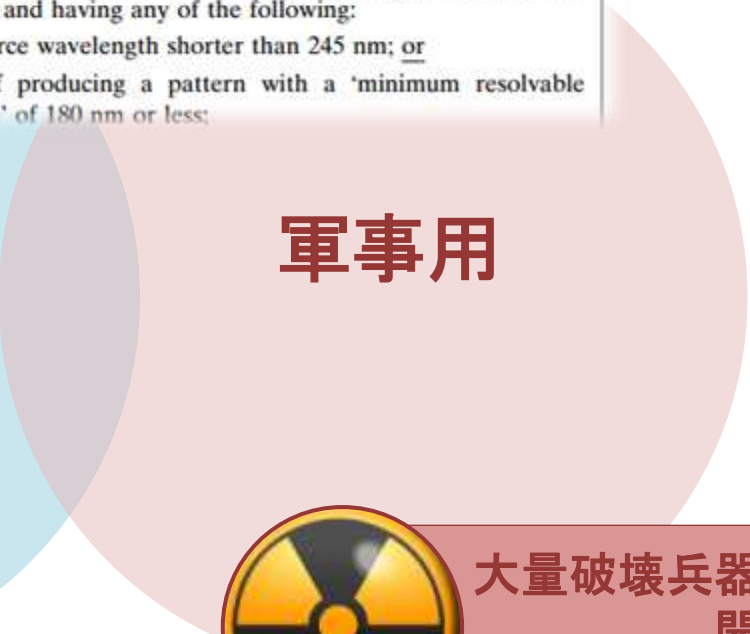 and having any of the following:
wavelength shorter than 245 nm; or
producing a pattern with a ‘minimum resolvable
’ of 180 nm or less;
軍事用
大量破壊兵器